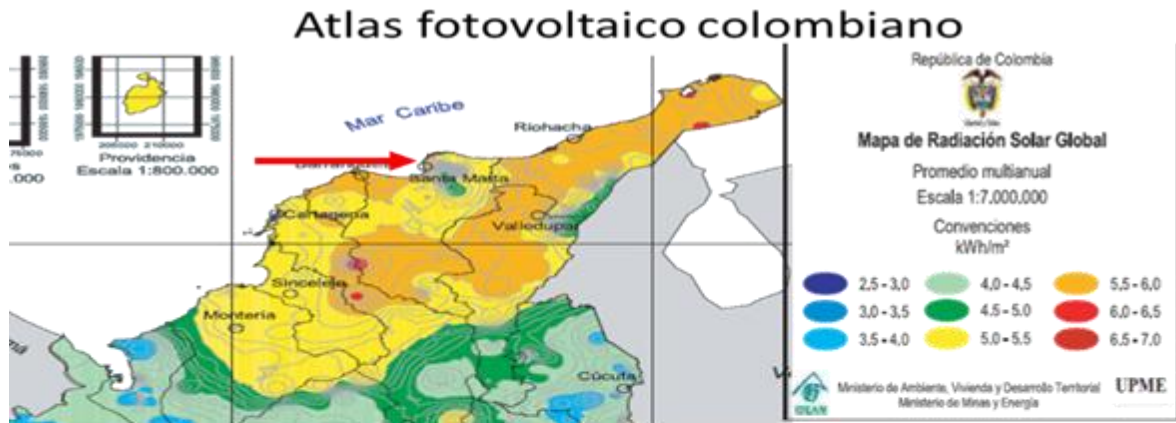 Atlas fotovoltaico colombiano
Providencia
Escala 1:800.000
Mar Caribe
Riohacha
Santa Marta
Cartagena
Valledupar
Sincelejo
Montería
Cúcuta
República de Colombia
Mapa de Radiación Solar Global
Promedio multianual
Escala 1:7.000.000
Convenciones
kWh/m²
2,5 - 3,0
4,0 - 4,5
5,5 - 6,0
3,0 - 3,5
4.5 - 5.0
6,0 - 6,5
3.5 - 4,0
5.0 - 5.5
6,5 - 7,0
IDEAM
Ministerio de Ambiente, Vivienda y Desarrollo Territorial
Ministerio de Minas y Energía
UPME